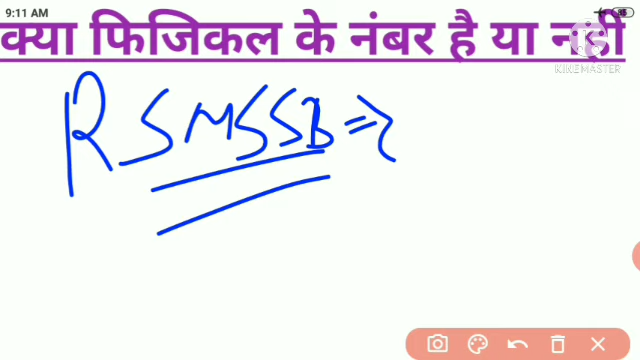 9:11 AM
क्या फिजिकल के नंबर है या नही
KINEMASTER
RSMSSB⇒